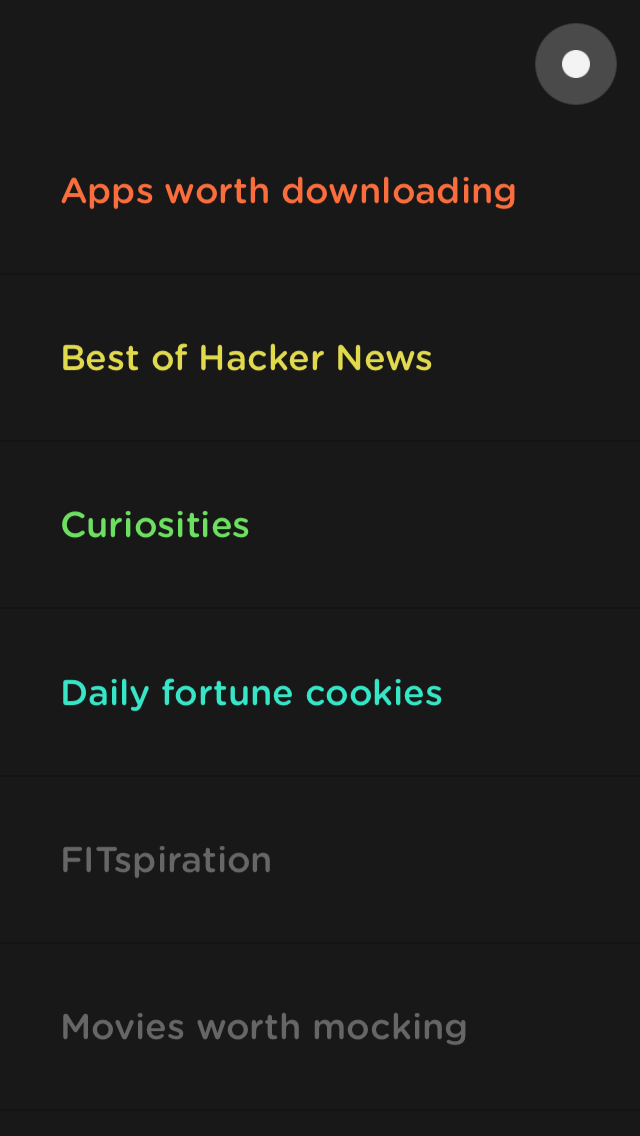 Apps worth downloading
Best of Hacker News
Curiosities
Daily fortune cookies
FITspiration
Movies worth mocking